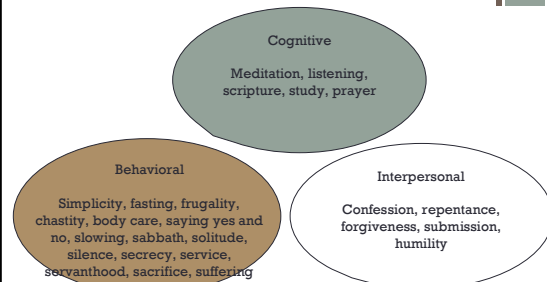 Cognitive
Meditation, listening,
scripture, study, prayer
Behavioral
Simplicity, fasting, frugality,
chastity, body care, saying yes and
no, slowing, sabbath, solitude,
silence, secrecy, service,
servanthood, sacrifice, suffering
Interpersonal
Confession, repentance,
forgiveness, submission,
humility